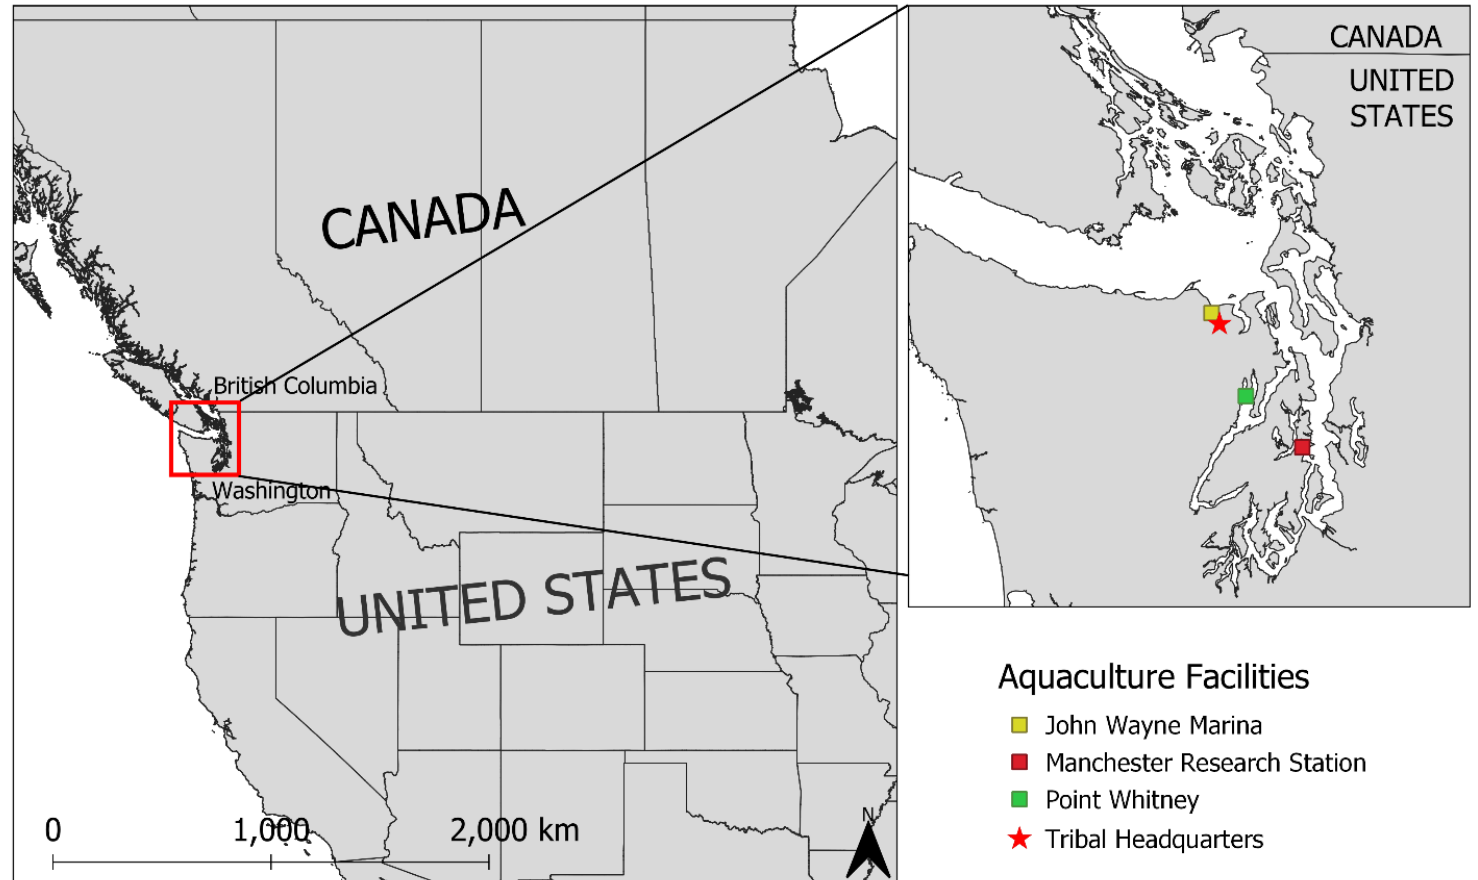 CANADA
British Columbia
Washington
UNITED STATES
0
1,000
2,000 km
N
CANADA
UNITED
STATES
Aquaculture Facilities
John Wayne Marina
Manchester Research Station
Point Whitney
Tribal Headquarters